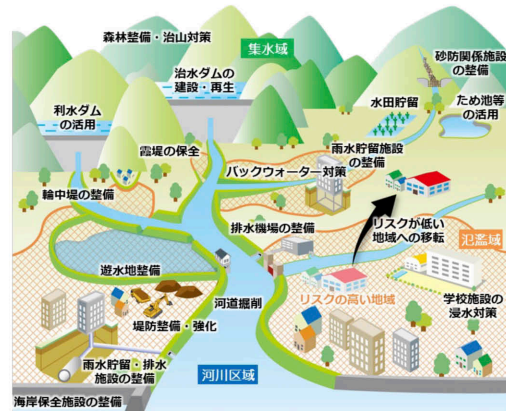 森林整備・治山対策
集水域
砂防関係施設
の整備
治水ダムの
建設・再生
水田貯留
ため池等
の活用
利水ダム
の活用
霞堤の保全
雨水貯留施設
の整備
バックウォーター対策
輪中堤の整備
排水機場の整備
リスクが低い
地域への移転
氾濫域
遊水地整備
河道掘削
リスクの高い地域
学校施設の
浸水対策
堤防整備・強化
雨水貯留・排水
施設の整備
河川区域
海岸保全施設の整備